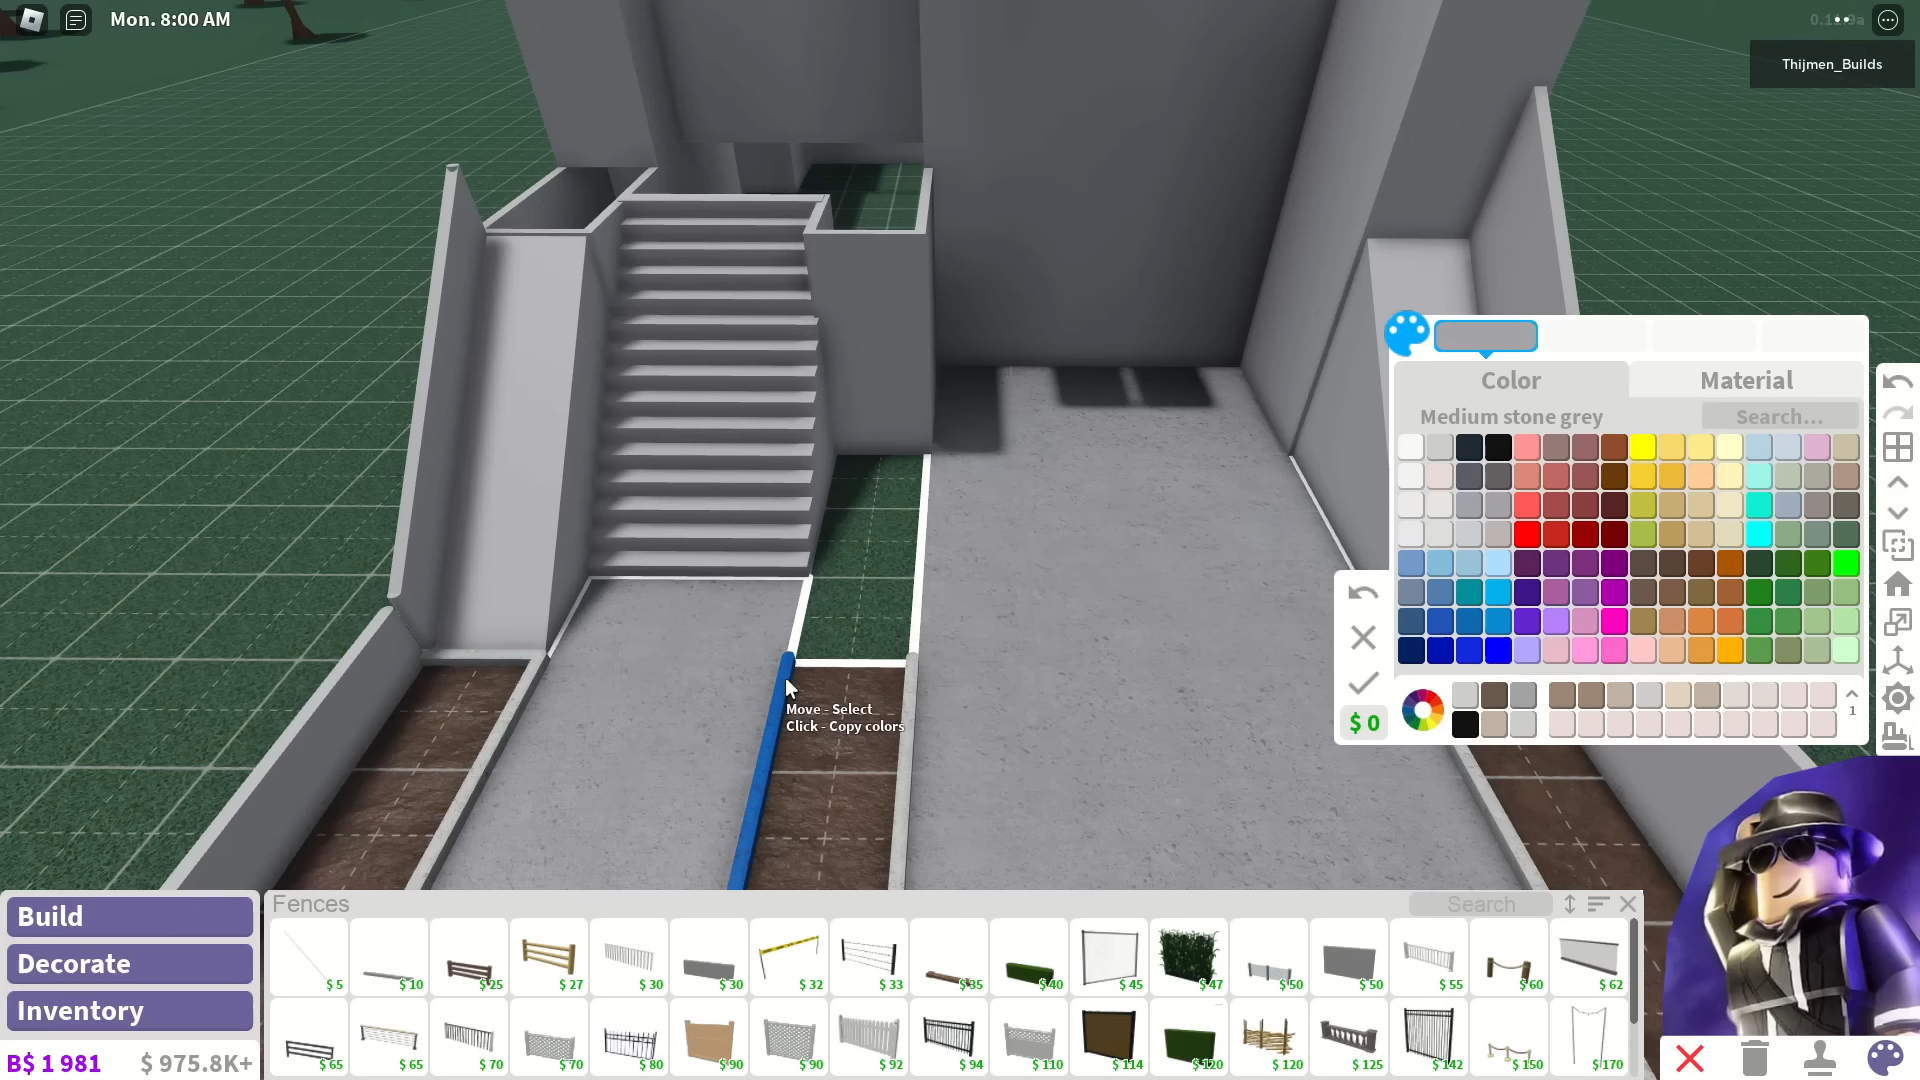 Mon. 8:00 AM
Thijmen_Builds
Color
Material
Medium stone grey
Search...
Move - Select
Click - Copy colors
$ 0
1
Build
Decorate
Inventory
B$ 1 981
$ 975.8K+
Fences
Search
$ 5
$ 10
$ 25
$ 27
$ 30
$ 30
$ 32
$ 33
$ 35
$ 40
$ 45
$ 47
$ 50
$ 50
$ 55
$ 60
$ 62
$ 65
$ 65
$ 70
$ 70
$ 80
$ 90
$ 90
$ 92
$ 94
$ 110
$ 114
$ 120
$ 120
$ 125
$ 142
$ 150
$ 170